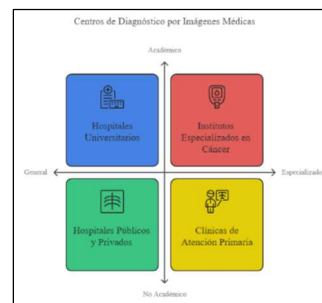 Centros de Diagnóstico por Imágenes Médicas
Académico
Hospitales
Universitarios
Institutos
Especializados en
Cáncer
General
Especializado
Hospitales Públicos
y Privados
Clínicas de
Atención Primaria
No Académico